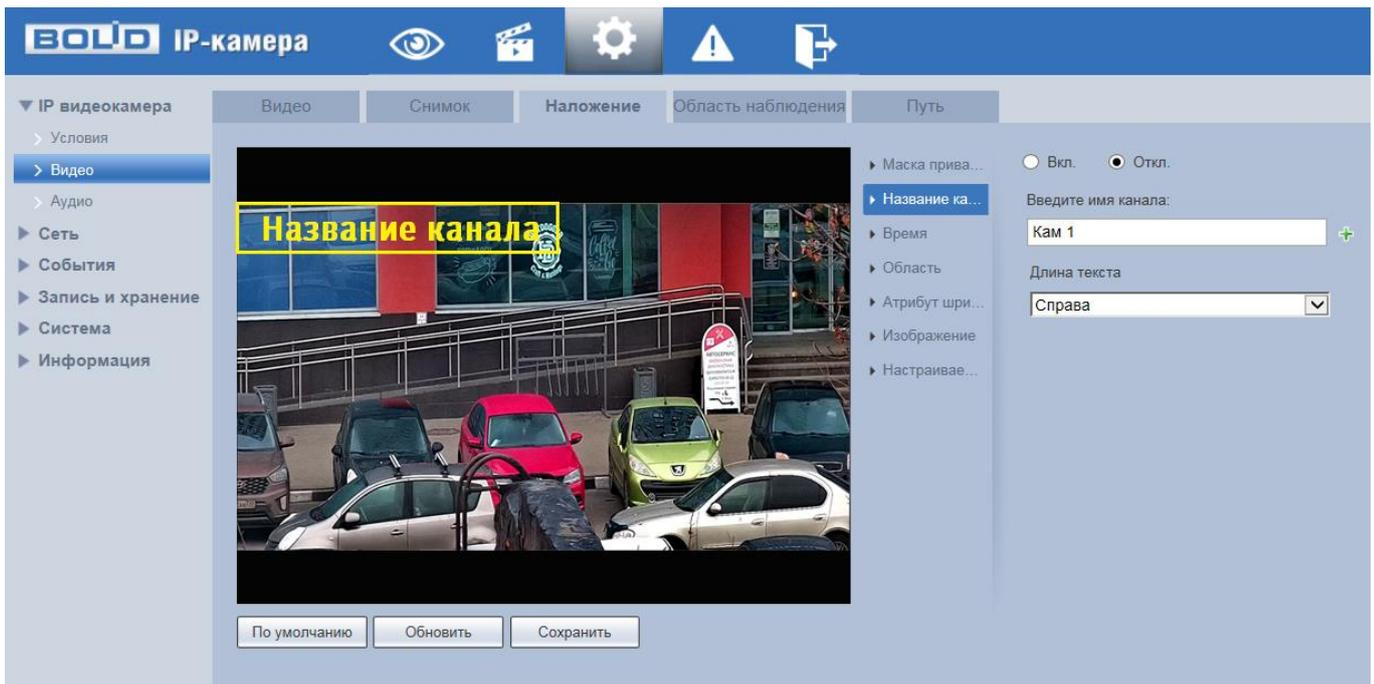 BOLID IP-камера
Видео Снимок Наложение Область наблюдения Путь
IP видеокамера
Условия
Видео
Аудио
Сеть
События
Запись и хранение
Система
Информация
Название канала
АВТОСЕРВИС
По умолчанию Обновить Сохранить
Маска прива...
Название ка...
Время
Область
Атрибут шри...
Изображение
Настраивае...
Вкл. Откл.
Введите имя канала:
Кам 1
Длина текста
Справа